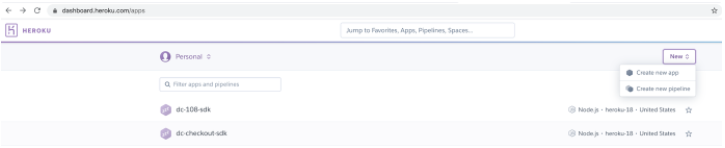 dashboard.heroku.com/apps
HEROKU
Jump to Favorites, Apps, Pipelines, Spaces...
Personal
New
Create new app
Create new pipeline
Filter apps and pipelines
dc-108-sdk
Node.js · heroku-18 · United States
dc-checkout-sdk
Node.js · heroku-18 · United States